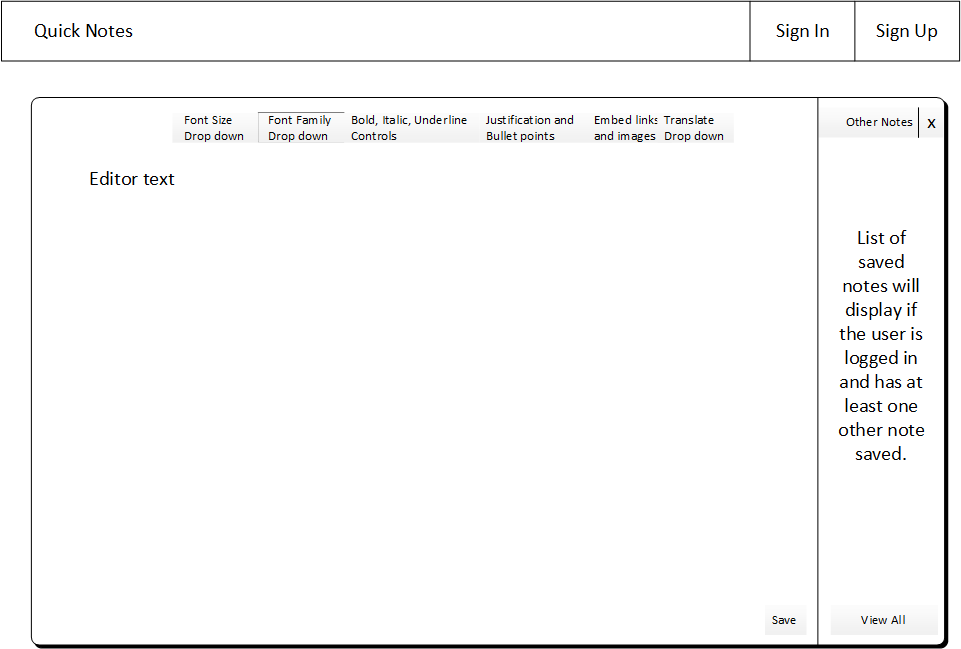 Quick Notes
Sign In
Sign Up
Font Size
Drop down
Font Family
Drop down
Bold, Italic, Underline
Controls
Justification and
Bullet points
Embed links
and images
Translate
Drop down
Other Notes
X
Editor text
List of
saved
notes will
display if
the user is
logged in
and has at
least one
other note
saved.
Save
View All